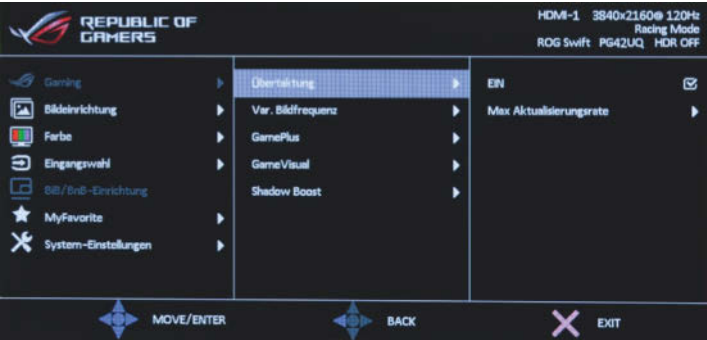 REPUBLIC OF
GAMERS
HDMI-1 3840x2160@ 120Hz
Racing Mode
ROG Swift PG42UQ HDR OFF
Gaming
Bildeinrichtung
Farbe
Eingangswahl
BiB/BnB-Einrichtung
MyFavorite
System-Einstellungen
Übertaktung
Var. Bildfrequenz
GamePlus
GameVisual
Shadow Boost
EIN
Max Aktualisierungsrate
MOVE/ENTER
BACK
EXIT